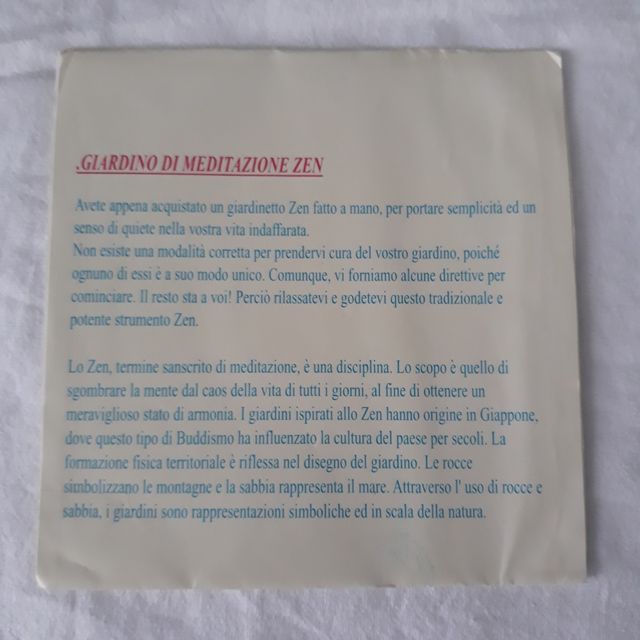 .GIARDINO DI MEDITAZIONE ZEN
Avete appena acquistato un giardinetto Zen fatto a mano, per portare semplicità ed un
senso di quiete nella vostra vita indaffarata.
Non esiste una modalità corretta per prendervi cura del vostro giardino, poiché
ognuno di essi è a suo modo unico. Comunque, vi forniamo alcune direttive per
cominciare. Il resto sta a voi! Perciò rilassatevi e godetevi questo tradizionale e
potente strumento Zen.
Lo Zen, termine sanscrito di meditazione, è una disciplina. Lo scopo è quello di
sgombrare la mente dal caos della vita di tutti i giorni, al fine di ottenere un
meraviglioso stato di armonia. I giardini ispirati allo Zen hanno origine in Giappone,
dove questo tipo di Buddismo ha influenzato la cultura del paese per secoli. La
formazione fisica territoriale è riflessa nel disegno del giardino. Le rocce
simbolizzano le montagne e la sabbia rappresenta il mare. Attraverso l' uso di rocce e
sabbia, i giardini sono rappresentazioni simboliche ed in scala della natura.